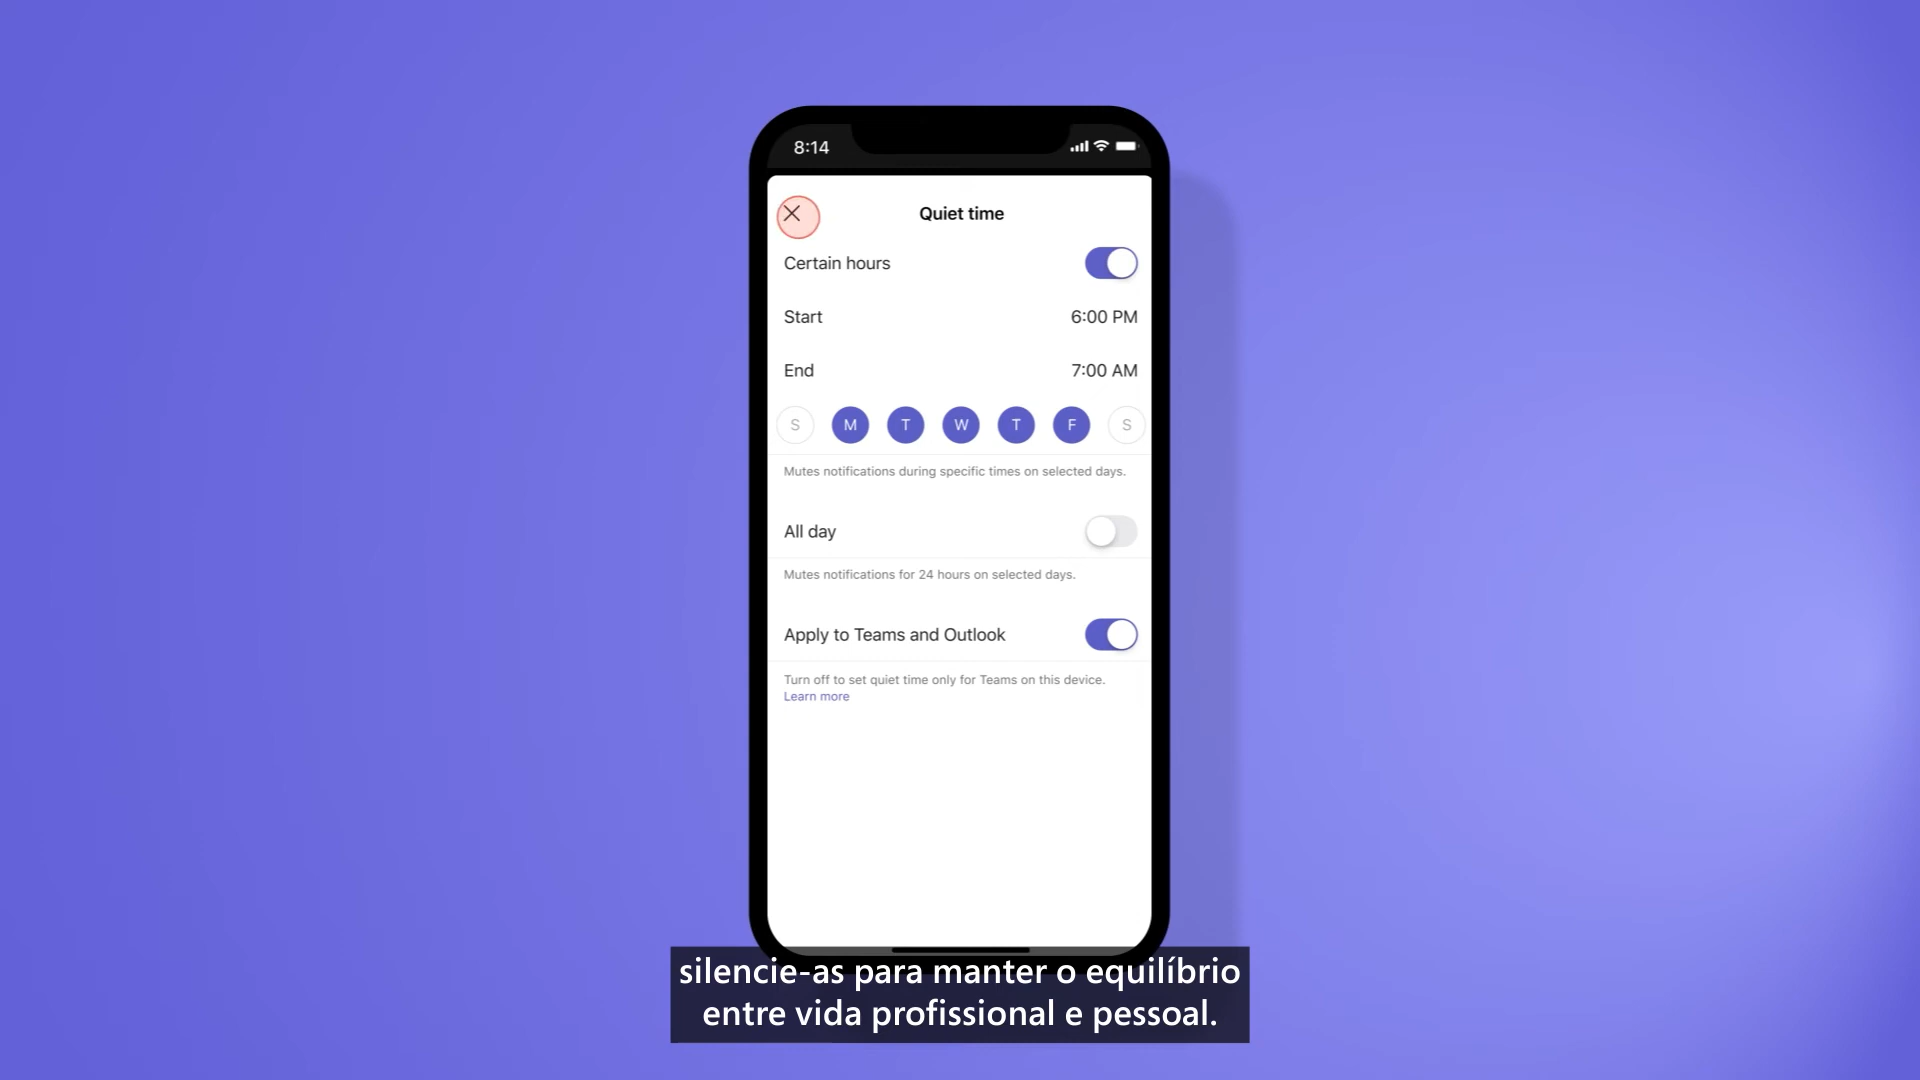 8:14
Quiet time
Certain hours
Start 6:00 PM
End 7:00 AM
S M T W T F S
Mutes notifications during specific times on selected days.
All day
Mutes notifications for 24 hours on selected days.
Apply to Teams and Outlook
Turn off to set quiet time only for Teams on this device.
Learn more
silencie-as para manter o equilíbrio
entre vida profissional e pessoal.